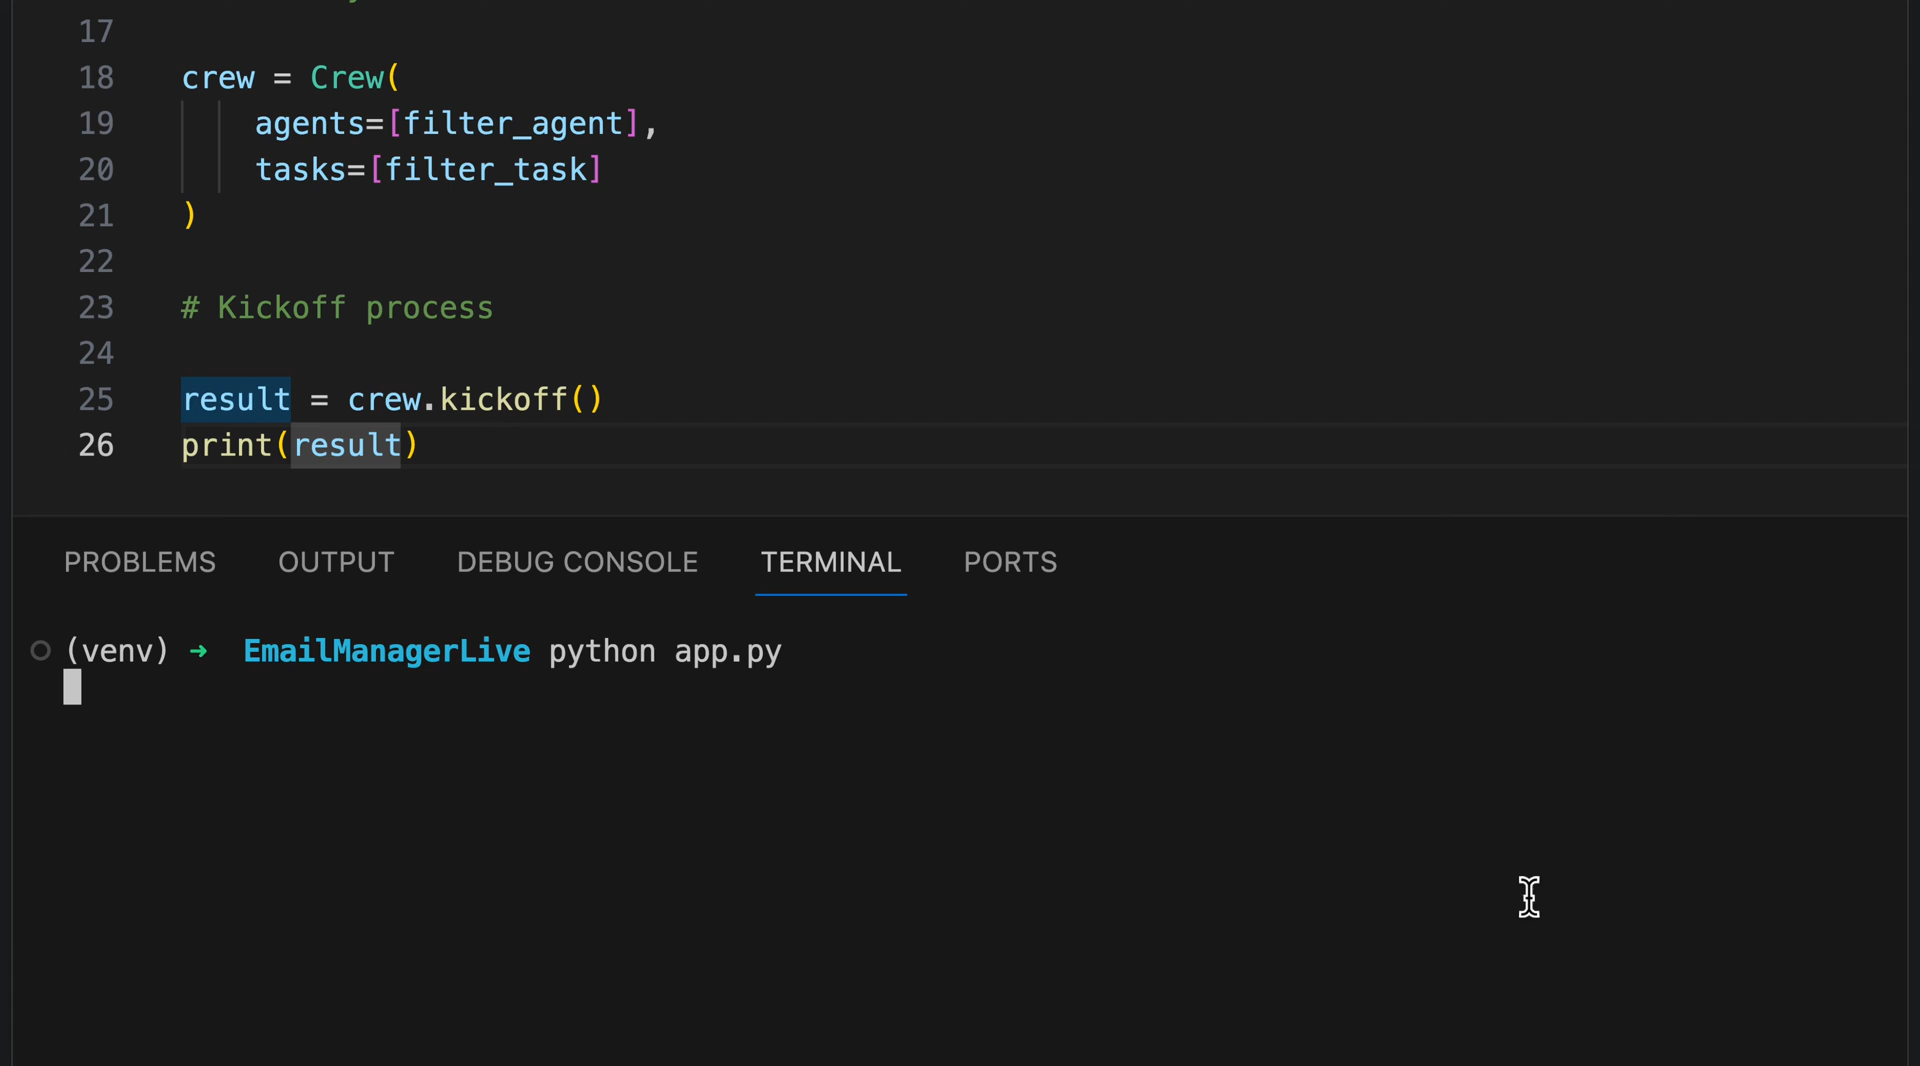 17
18 crew = Crew(
19 agents=[filter_agent],
20 tasks=[filter_task]
21 )
22
23 # Kickoff process
24
25 result = crew.kickoff()
26 print(result)
PROBLEMS OUTPUT DEBUG CONSOLE TERMINAL PORTS
(venv) → EmailManagerLive python app.py